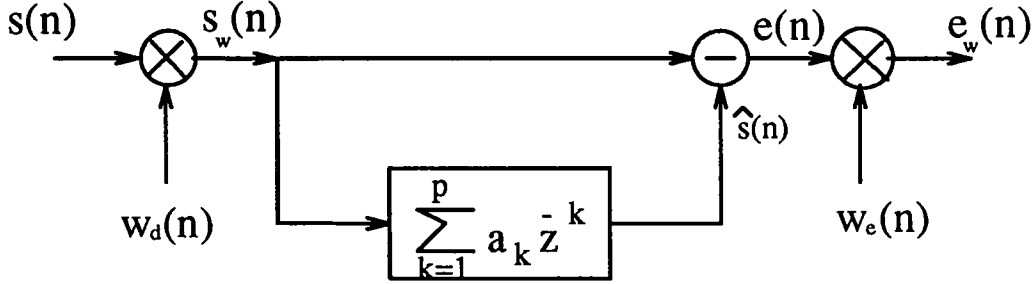 s(n)
s_w(n)
e(n)
e_w(n)
ŝ(n)
w_d(n)
p
∑ a_k z^-k
k=1
w_e(n)